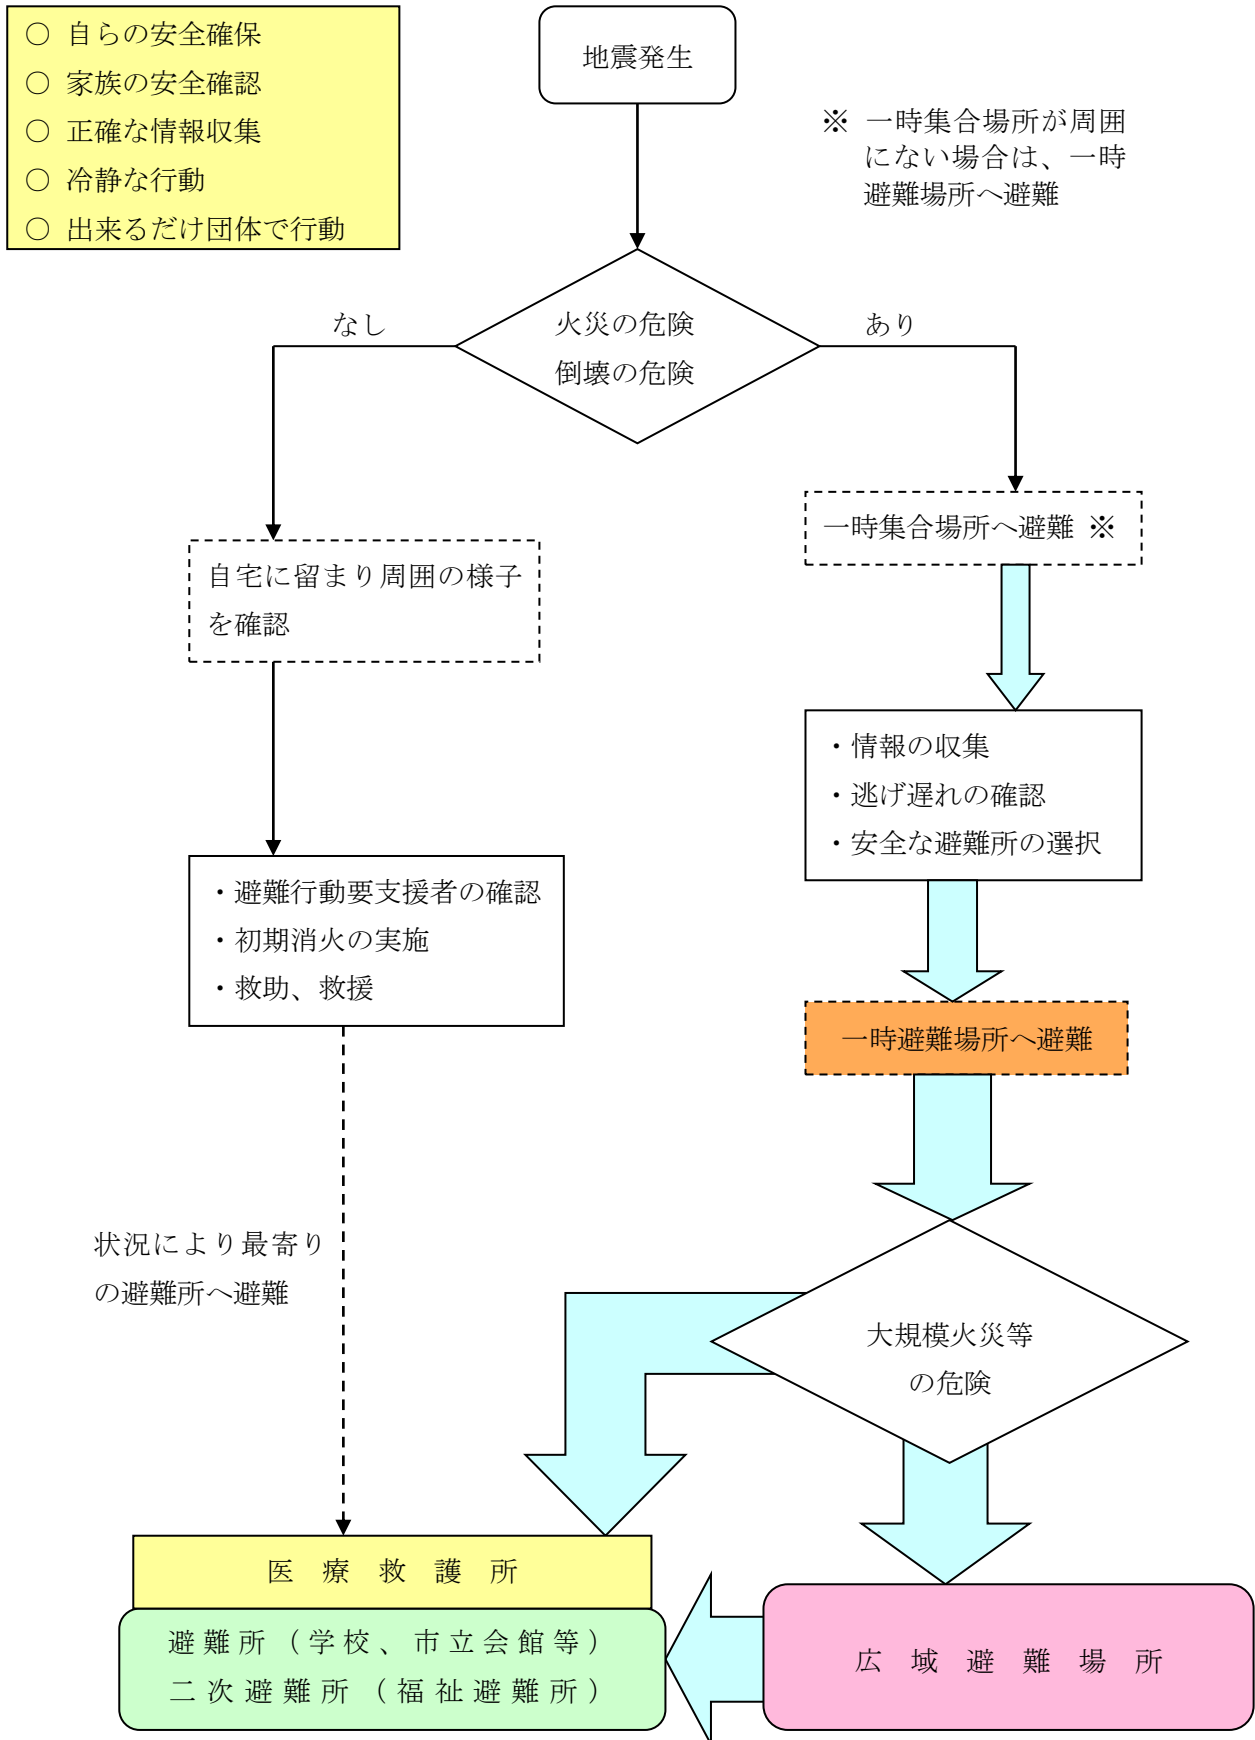 ○ 自らの安全確保
○ 家族の安全確認
○ 正確な情報収集
○ 冷静な行動
○ 出来るだけ団体で行動
地震発生
※ 一時集合場所が周囲
にない場合は、一時
避難場所へ避難
火災の危険
倒壊の危険
なし
あり
一時集合場所へ避難 ※
自宅に留まり周囲の様子
を確認
・情報の収集
・逃げ遅れの確認
・安全な避難所の選択
・避難行動要支援者の確認
・初期消火の実施
・救助、救援
一時避難場所へ避難
状況により最寄り
の避難所へ避難
大規模火災等
の危険
医療救護所
避難所（学校、市立会館等）
二次避難所（福祉避難所）
広域避難場所